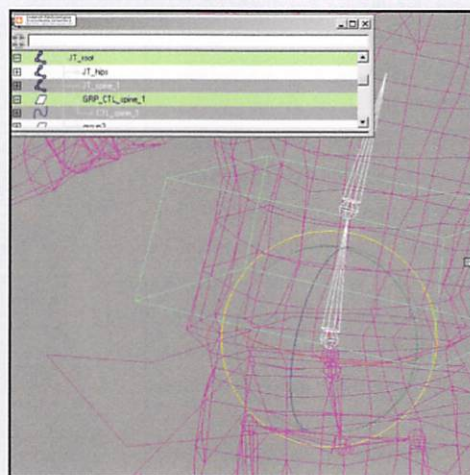 JT_root
JT_hips
JT_spine_1
GRP_CTL_spine_1
CTL_spine_1